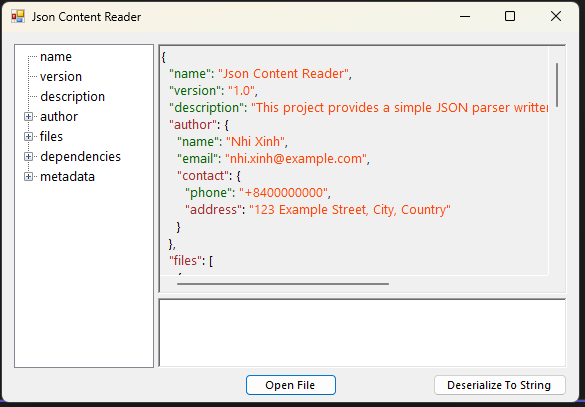 Json Content Reader
name
version
description
author
files
dependencies
metadata
{
"name": "Json Content Reader",
"version": "1.0",
"description": "This project provides a simple JSON parser written
"author": {
"name": "Nhi Xinh",
"email": "nhi.xinh@example.com",
"contact": {
"phone": "+8400000000",
"address": "123 Example Street, City, Country"
}
},
"files": [
Open File
Deserialize To String